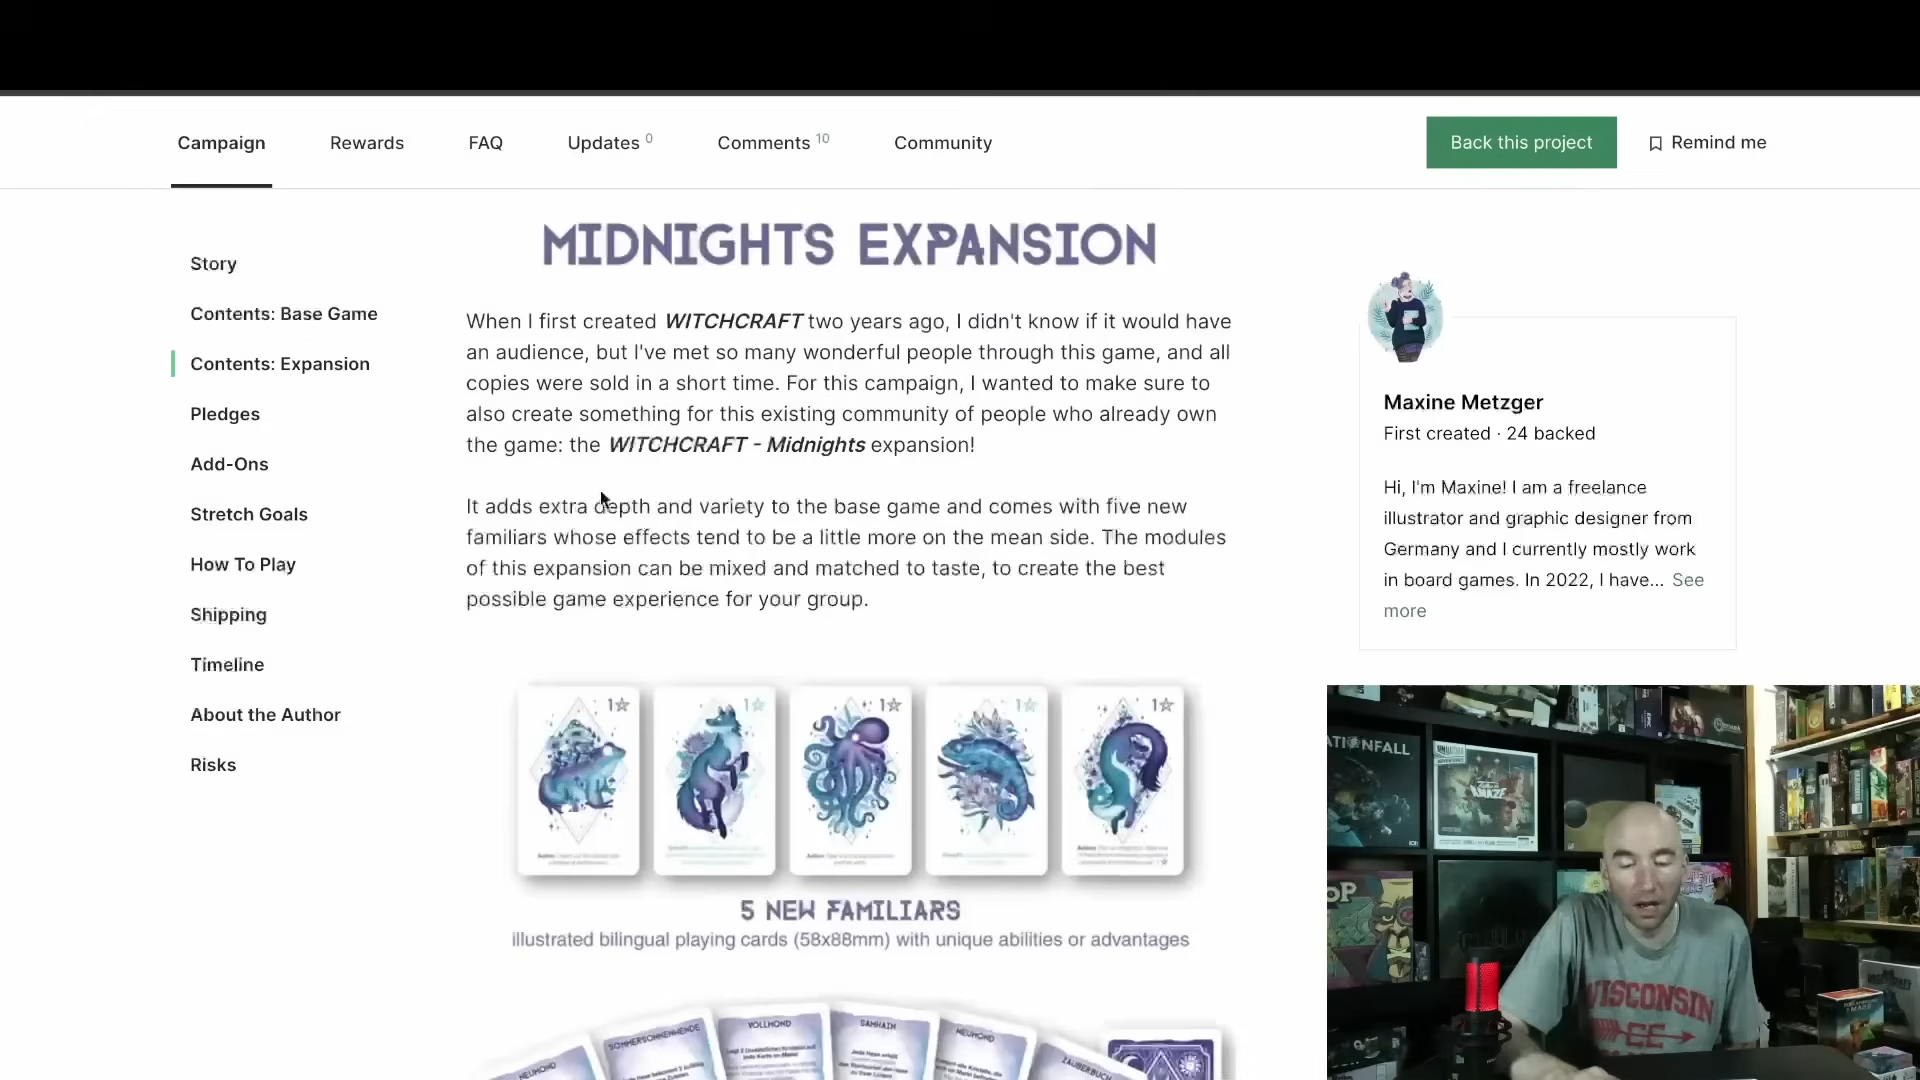 Campaign
Rewards
FAQ
Updates 0
Comments 10
Community
Back this project
Remind me
Story
Contents: Base Game
Contents: Expansion
Pledges
Add-Ons
Stretch Goals
How To Play
Shipping
Timeline
About the Author
Risks
MIDNIGHTS EXPANSION
When I first created WITCHCRAFT two years ago, I didn't know if it would have
an audience, but I've met so many wonderful people through this game, and all
copies were sold in a short time. For this campaign, I wanted to make sure to
also create something for this existing community of people who already own
the game: the WITCHCRAFT - Midnights expansion!
It adds extra depth and variety to the base game and comes with five new
familiars whose effects tend to be a little more on the mean side. The modules
of this expansion can be mixed and matched to taste, to create the best
possible game experience for your group.
1
1
1
1
1
5 NEW FAMILIARS
illustrated bilingual playing cards (58x88mm) with unique abilities or advantages
NEUMOND
SOMMERSONNENWENDE
VOLLMOND
SAMHAIN
NEUMOND
ZAUBERBUCH
Maxine Metzger
First created · 24 backed
Hi, I'm Maxine! I am a freelance
illustrator and graphic designer from
Germany and I currently mostly work
in board games. In 2022, I have... See
more
WISCONSIN